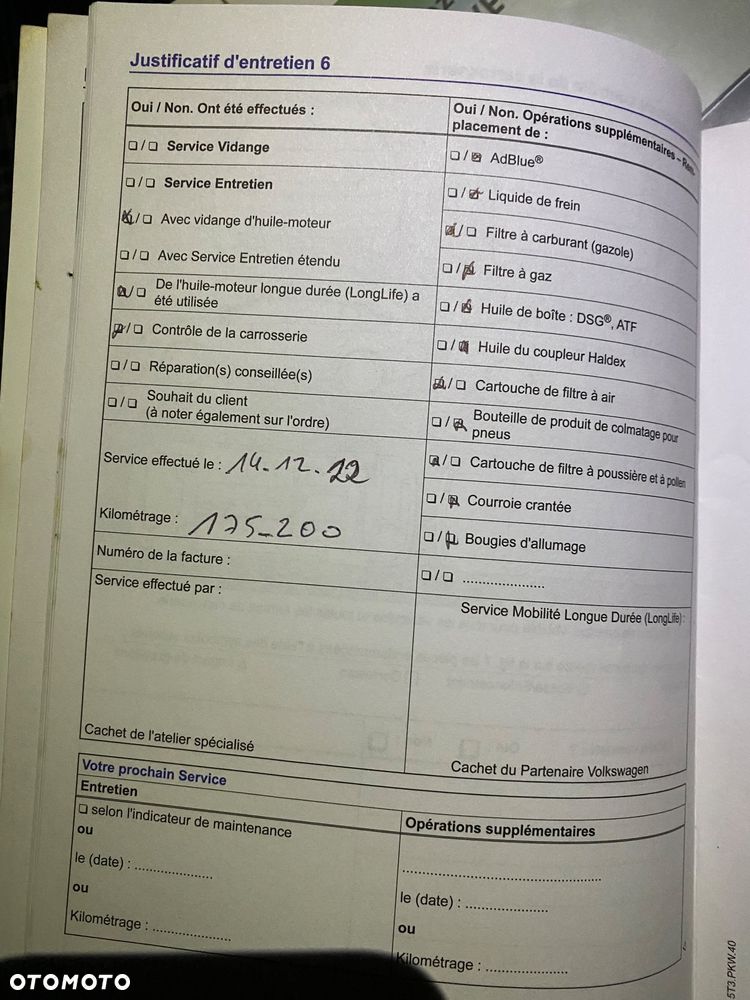 Justificatif d'entretien 6
Oui / Non. Ont été effectués :
❏ / ❏ Service Vidange
❏ / ❏ Service Entretien
☒ / ❏ Avec vidange d'huile-moteur
❏ / ❏ Avec Service Entretien étendu
☒ / ❏ De l'huile-moteur longue durée (LongLife) a
été utilisée
☒ / ❏ Contrôle de la carrosserie
❏ / ❏ Réparation(s) conseillée(s)
❏ / ❏ Souhait du client
(à noter également sur l'ordre)
Service effectué le : 14.12.22
Kilométrage : 175_200
Numéro de la facture :
Service effectué par :
Cachet de l'atelier spécialisé
Oui / Non. Opérations supplémentaires –
placement de :
❏ / ☒ AdBlue®
❏ / ☒ Liquide de frein
☒ / ❏ Filtre à carburant (gazole)
❏ / ☒ Filtre à gaz
❏ / ☒ Huile de boîte : DSG®, ATF
❏ / ☒ Huile du coupleur Haldex
☒ / ❏ Cartouche de filtre à air
❏ / ☒ Bouteille de produit de colmatage pour
pneus
☒ / ❏ Cartouche de filtre à poussière et à pollen
❏ / ☒ Courroie crantée
❏ / ☒ Bougies d'allumage
❏ / ❏ .....................
Service Mobilité Longue Durée (LongLife) :
Cachet du Partenaire Volkswagen
Votre prochain Service
Entretien
❏ selon l'indicateur de maintenance
ou
le (date) : ....................
ou
Kilométrage : ....................
Opérations supplémentaires
..................................................
le (date) : .....................
ou
Kilométrage : .....................
5T3.PKW.40
OTOMOTO